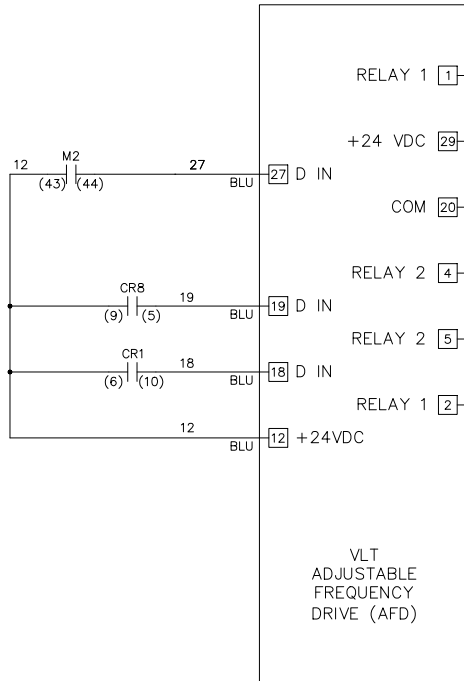 RELAY 1 1
+24 VDC 29
12 M2 27
(43) (44) BLU 27 D IN
COM 20
RELAY 2 4
CR8 19
(9) (5) BLU 19 D IN
RELAY 2 5
CR1 18
(6) (10) BLU 18 D IN
RELAY 1 2
12
BLU 12 +24VDC
VLT
ADJUSTABLE
FREQUENCY
DRIVE (AFD)